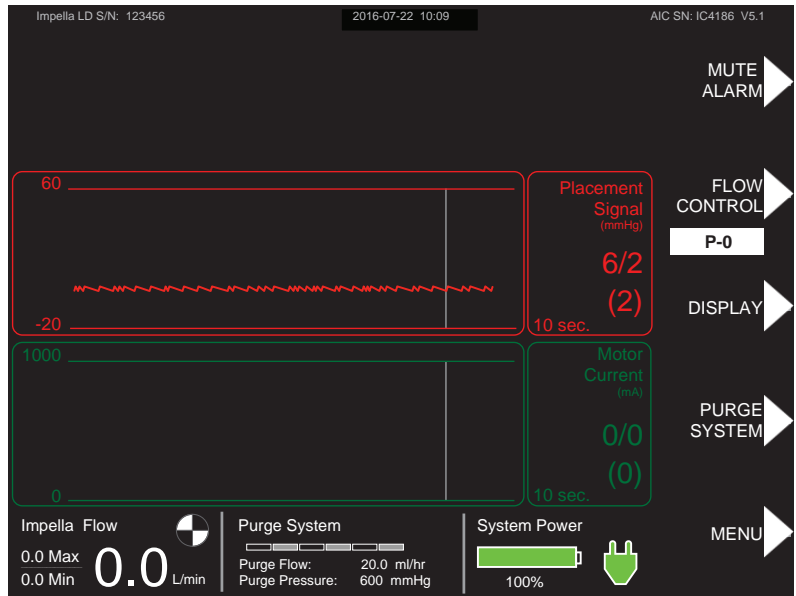 Impella LD S/N: 123456 2016-07-22 10:09 AIC SN: IC4186 V5.1
MUTE
ALARM
60
Placement
Signal
(mmHg)
6/2
(2)
-20
10 sec.
FLOW
CONTROL
P-0
DISPLAY
1000
Motor
Current
(mA)
0/0
(0)
0
10 sec.
PURGE
SYSTEM
Impella Flow
0.0 Max
0.0 Min
0.0 L/min
Purge System
Purge Flow: 20.0 ml/hr
Purge Pressure: 600 mmHg
System Power
100%
MENU